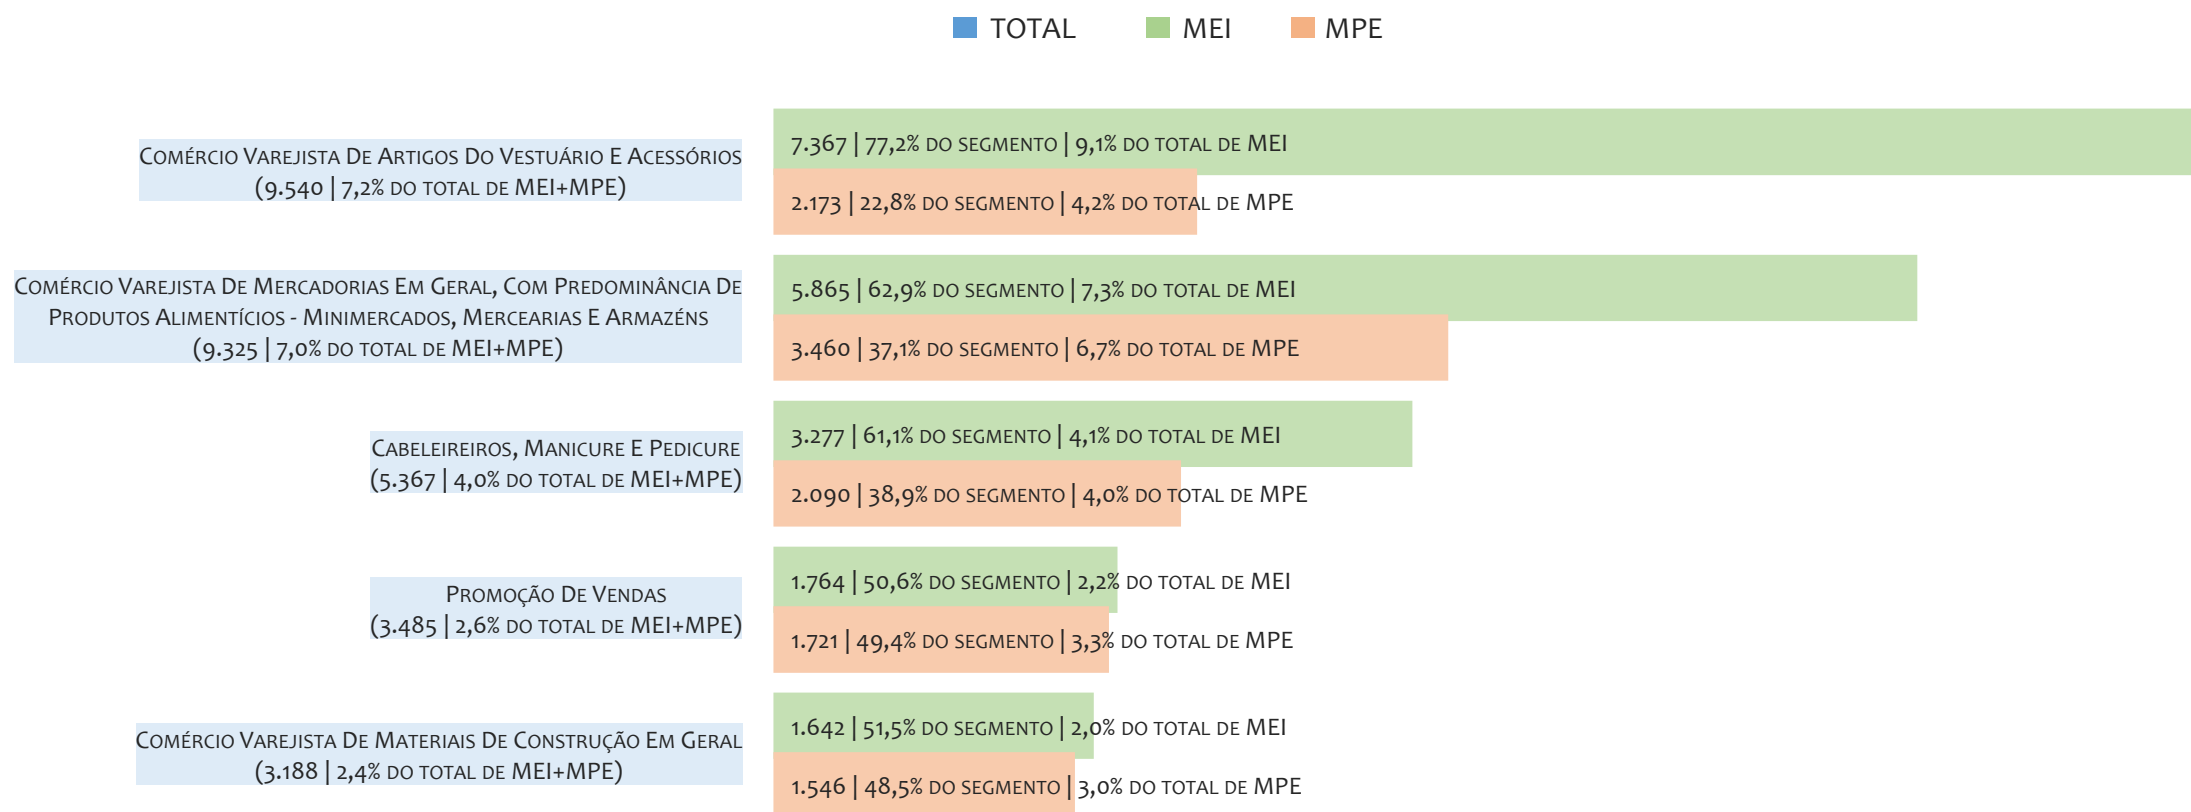 TOTAL MEI MPE
Comércio Varejista De Artigos Do Vestuário E Acessórios
(9.540 | 7,2% do total de MEI+MPE)
7.367 | 77,2% do segmento | 9,1% do total de MEI
2.173 | 22,8% do segmento | 4,2% do total de MPE
Comércio Varejista De Mercadorias Em Geral, Com Predominância De
Produtos Alimentícios - Minimercados, Mercearias E Armazéns
(9.325 | 7,0% do total de MEI+MPE)
5.865 | 62,9% do segmento | 7,3% do total de MEI
3.460 | 37,1% do segmento | 6,7% do total de MPE
Cabeleireiros, Manicure E Pedicure
(5.367 | 4,0% do total de MEI+MPE)
3.277 | 61,1% do segmento | 4,1% do total de MEI
2.090 | 38,9% do segmento | 4,0% do total de MPE
Promoção De Vendas
(3.485 | 2,6% do total de MEI+MPE)
1.764 | 50,6% do segmento | 2,2% do total de MEI
1.721 | 49,4% do segmento | 3,3% do total de MPE
Comércio Varejista De Materiais De Construção Em Geral
(3.188 | 2,4% do total de MEI+MPE)
1.642 | 51,5% do segmento | 2,0% do total de MEI
1.546 | 48,5% do segmento | 3,0% do total de MPE